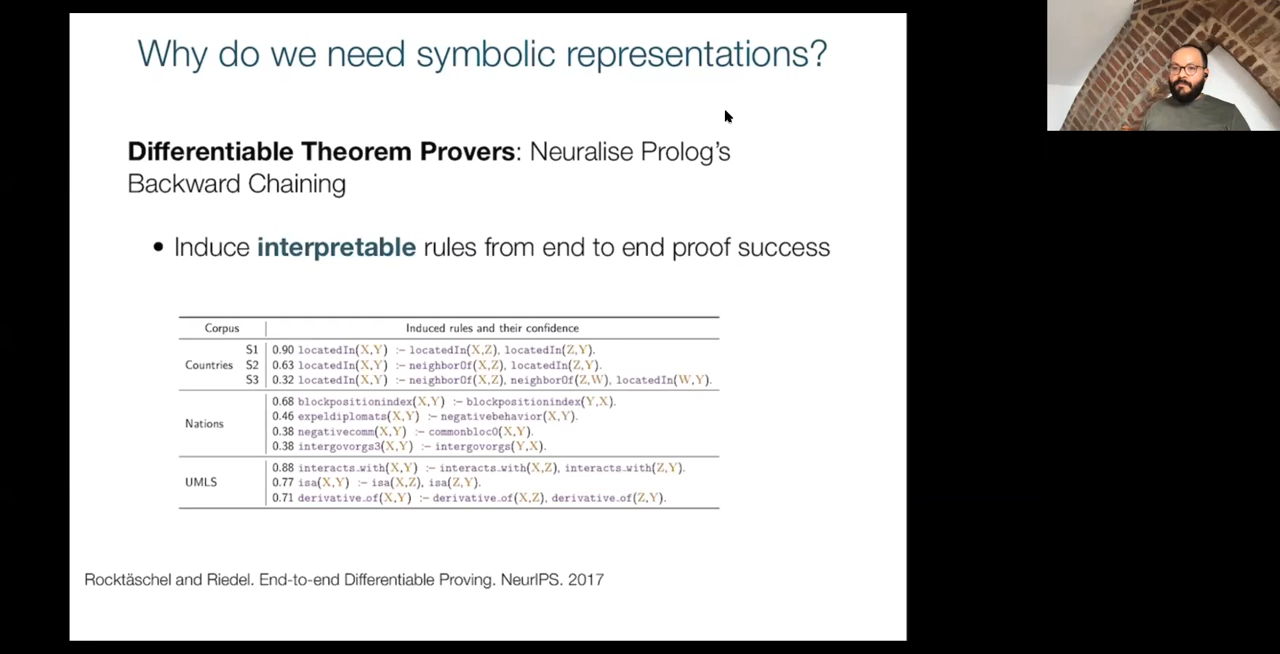 Why do we need symbolic representations?
Differentiable Theorem Provers: Neuralise Prolog's
Backward Chaining
• Induce interpretable rules from end to end proof success
Corpus Induced rules and their confidence
S1 0.90 locatedIn(X,Y) :– locatedIn(X,Z), locatedIn(Z,Y).
Countries S2 0.63 locatedIn(X,Y) :– neighborOf(X,Z), locatedIn(Z,Y).
S3 0.32 locatedIn(X,Y) :– neighborOf(X,Z), neighborOf(Z,W), locatedIn(W,Y).
0.68 blockpositionindex(X,Y) :– blockpositionindex(Y,X).
0.46 expeldiplomats(X,Y) :– negativebehavior(X,Y).
Nations
0.38 negativecomm(X,Y) :– commonbloc0(X,Y).
0.38 intergovorgs3(X,Y) :– intergovorgs(Y,X).
0.88 interacts_with(X,Y) :– interacts_with(X,Z), interacts_with(Z,Y).
UMLS 0.77 isa(X,Y) :– isa(X,Z), isa(Z,Y).
0.71 derivative_of(X,Y) :– derivative_of(X,Z), derivative_of(Z,Y).
Rocktäschel and Riedel. End-to-end Differentiable Proving. NeurIPS. 2017